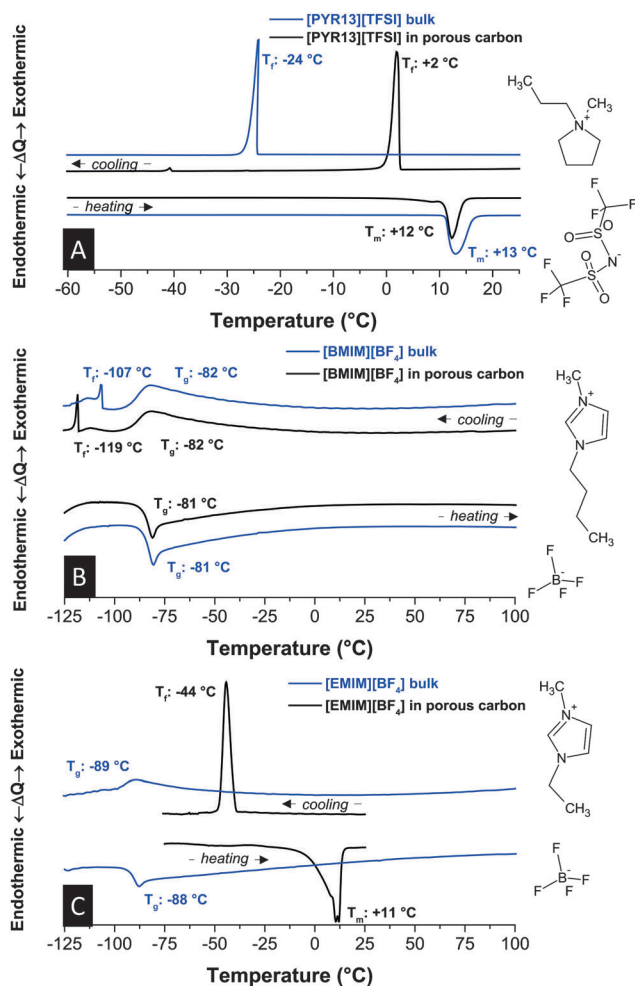 Endothermic ←ΔQ→ Exothermic
[PYR13][TFSI] bulk
[PYR13][TFSI] in porous carbon
Tf: -24 °C
Tf: +2 °C
cooling
heating
Tm: +12 °C
Tm: +13 °C
A
-60 -50 -40 -30 -20 -10 0 10 20
Temperature (°C)
H3C
CH3
N+
F
F
F
O
S
O
N-
S
O
O
F
F
F
Endothermic ←ΔQ→ Exothermic
[BMIM][BF4] bulk
[BMIM][BF4] in porous carbon
Tf: -107 °C
Tg: -82 °C
cooling
Tf: -119 °C
Tg: -82 °C
Tg: -81 °C
heating
Tg: -81 °C
B
-125 -100 -75 -50 -25 0 25 50 75 100
Temperature (°C)
H3C
N+
N
CH3
F
B-
F
F
F
Endothermic ←ΔQ→ Exothermic
[EMIM][BF4] bulk
[EMIM][BF4] in porous carbon
Tf: -44 °C
Tg: -89 °C
cooling
heating
Tg: -88 °C
Tm: +11 °C
C
-125 -100 -75 -50 -25 0 25 50 75 100
Temperature (°C)
H3C
N+
N
CH3
F
B-
F
F
F